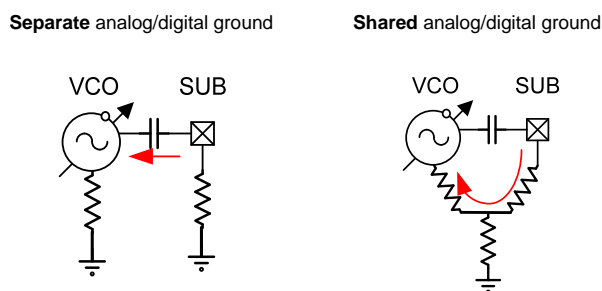 Separate analog/digital ground
Shared analog/digital ground
VCO SUB
VCO SUB